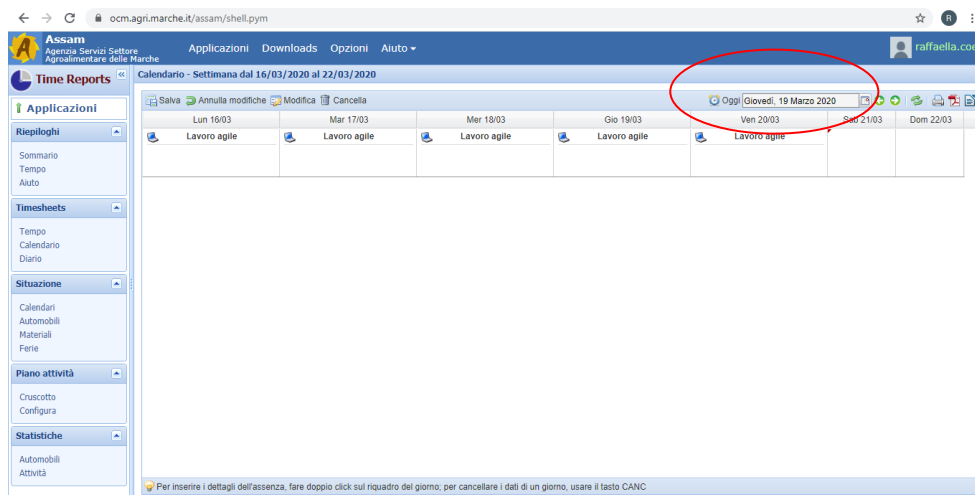 ocm.agri.marche.it/assam/shell.pym
R
Assam
Agenzia Servizi Settore
Agroalimentare delle Marche
Applicazioni Downloads Opzioni Aiuto
raffaella.coe
Time Reports
Calendario - Settimana dal 16/03/2020 al 22/03/2020
Applicazioni
Salva Annulla modifiche Modifica Cancella
Oggi Giovedì, 19 Marzo 2020
Lun 16/03 Mar 17/03 Mer 18/03 Gio 19/03 Ven 20/03 Sab 21/03 Dom 22/03
Lavoro agile Lavoro agile Lavoro agile Lavoro agile Lavoro agile
Riepiloghi
Sommario
Tempo
Aiuto
Timesheets
Tempo
Calendario
Diario
Situazione
Calendari
Automobili
Materiali
Ferie
Piano attività
Cruscotto
Configura
Statistiche
Automobili
Attività
Per inserire i dettagli dell'assenza, fare doppio click sul riquadro del giorno; per cancellare i dati di un giorno, usare il tasto CANC